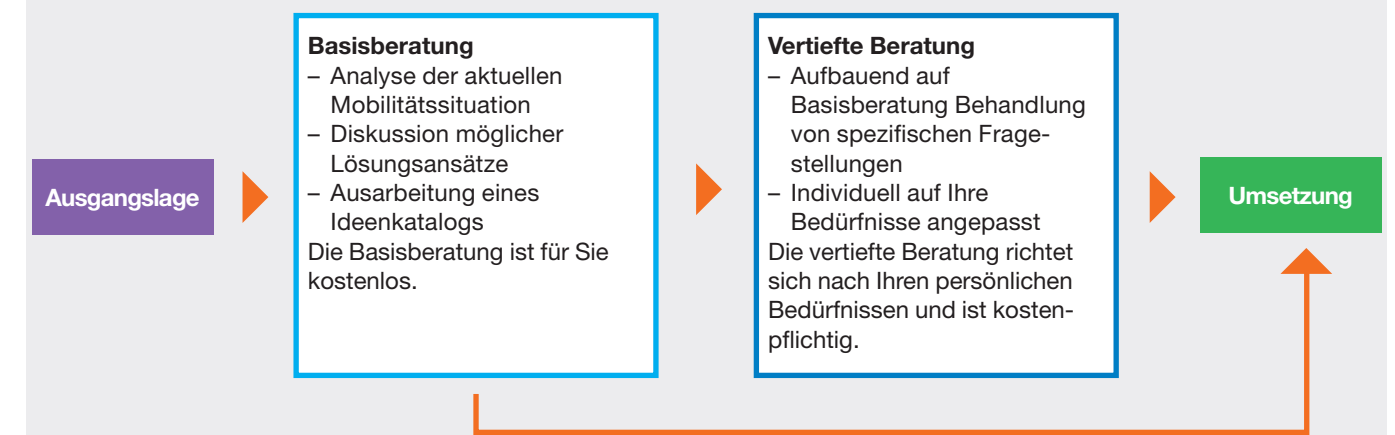 Ausgangslage
Basisberatung
– Analyse der aktuellen
Mobilitätssituation
– Diskussion möglicher
Lösungsansätze
– Ausarbeitung eines
Ideenkatalogs
Die Basisberatung ist für Sie
kostenlos.
Vertiefte Beratung
– Aufbauend auf
Basisberatung Behandlung
von spezifischen Frage-
stellungen
– Individuell auf Ihre
Bedürfnisse angepasst
Die vertiefte Beratung richtet
sich nach Ihren persönlichen
Bedürfnissen und ist kosten-
pflichtig.
Umsetzung